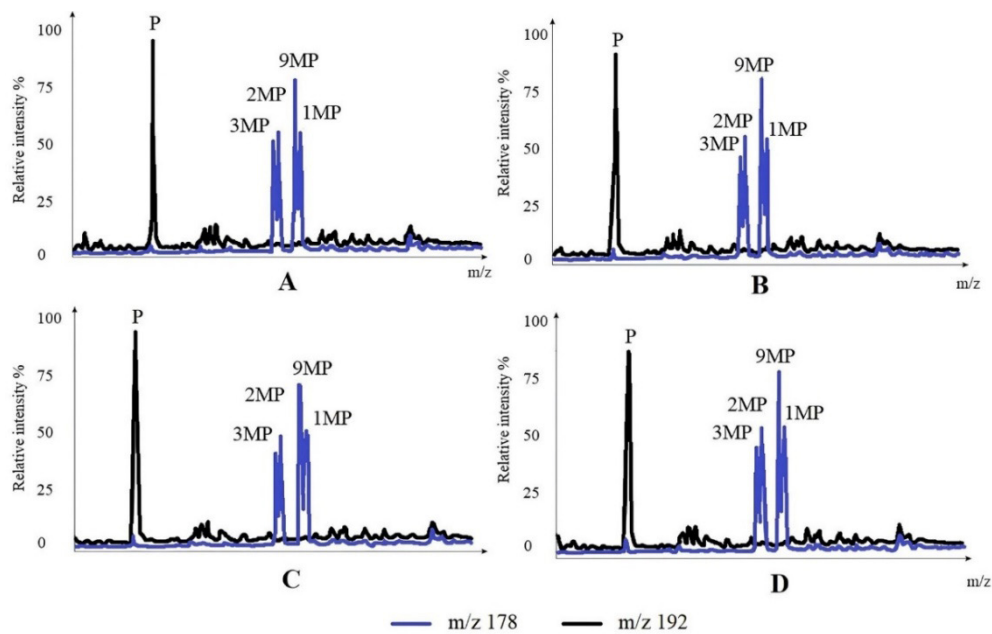 100
75
50
25
0
Relative intensity %
P
9MP
2MP
3MP
1MP
m/z
A
100
75
50
25
0
Relative intensity %
P
9MP
2MP
3MP
1MP
m/z
B
100
75
50
25
0
Relative intensity %
P
9MP
2MP
3MP
1MP
C
100
75
50
25
0
Relative intensity %
P
9MP
2MP
3MP
1MP
m/z
D
m/z 178
m/z 192